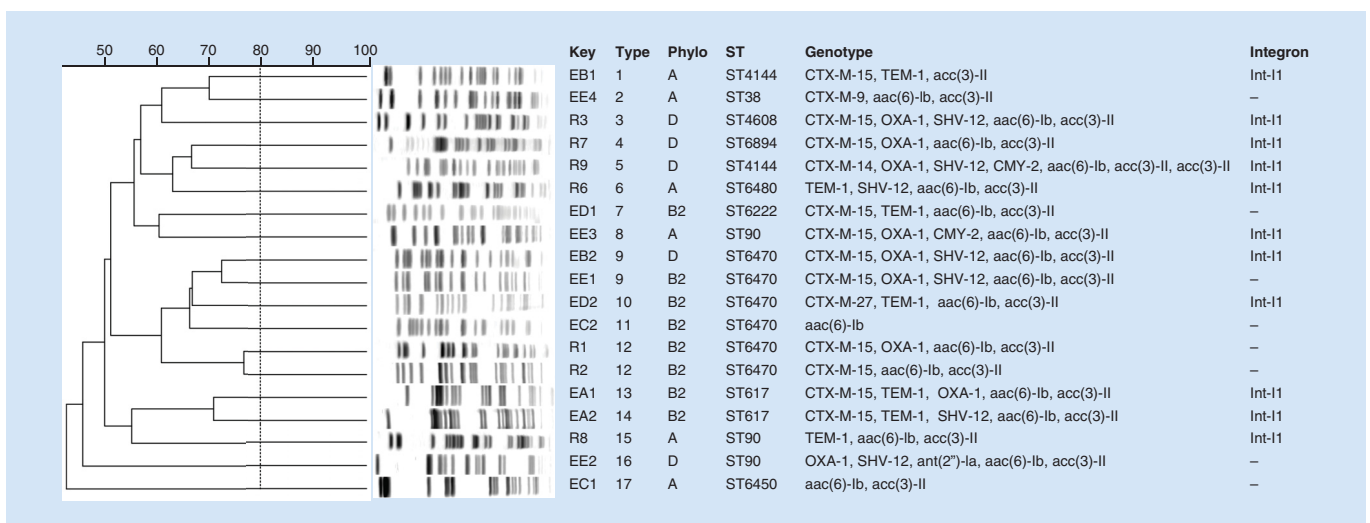 50 60 70 80 90 100
Key Type Phylo ST Genotype Integron
EB1 1 A ST4144 CTX-M-15, TEM-1, acc(3)-II Int-I1
EE4 2 A ST38 CTX-M-9, aac(6)-Ib, acc(3)-II –
R3 3 D ST4608 CTX-M-15, OXA-1, SHV-12, aac(6)-Ib, acc(3)-II Int-I1
R7 4 D ST6894 CTX-M-15, OXA-1, aac(6)-Ib, acc(3)-II Int-I1
R9 5 D ST4144 CTX-M-14, OXA-1, SHV-12, CMY-2, aac(6)-Ib, acc(3)-II, acc(3)-II Int-I1
R6 6 A ST6480 TEM-1, SHV-12, aac(6)-Ib, acc(3)-II Int-I1
ED1 7 B2 ST6222 CTX-M-15, TEM-1, aac(6)-Ib, acc(3)-II –
EE3 8 A ST90 CTX-M-15, OXA-1, CMY-2, aac(6)-Ib, acc(3)-II Int-I1
EB2 9 D ST6470 CTX-M-15, OXA-1, SHV-12, aac(6)-Ib, acc(3)-II Int-I1
EE1 9 B2 ST6470 CTX-M-15, OXA-1, SHV-12, aac(6)-Ib, acc(3)-II –
ED2 10 B2 ST6470 CTX-M-27, TEM-1, aac(6)-Ib, acc(3)-II Int-I1
EC2 11 B2 ST6470 aac(6)-Ib –
R1 12 B2 ST6470 CTX-M-15, OXA-1, aac(6)-Ib, acc(3)-II –
R2 12 B2 ST6470 CTX-M-15, aac(6)-Ib, acc(3)-II –
EA1 13 B2 ST617 CTX-M-15, TEM-1, OXA-1, aac(6)-Ib, acc(3)-II Int-I1
EA2 14 B2 ST617 CTX-M-15, TEM-1, SHV-12, aac(6)-Ib, acc(3)-II Int-I1
R8 15 A ST90 TEM-1, aac(6)-Ib, acc(3)-II Int-I1
EE2 16 D ST90 OXA-1, SHV-12, ant(2”)-Ia, aac(6)-Ib, acc(3)-II –
EC1 17 A ST6450 aac(6)-Ib, acc(3)-II –